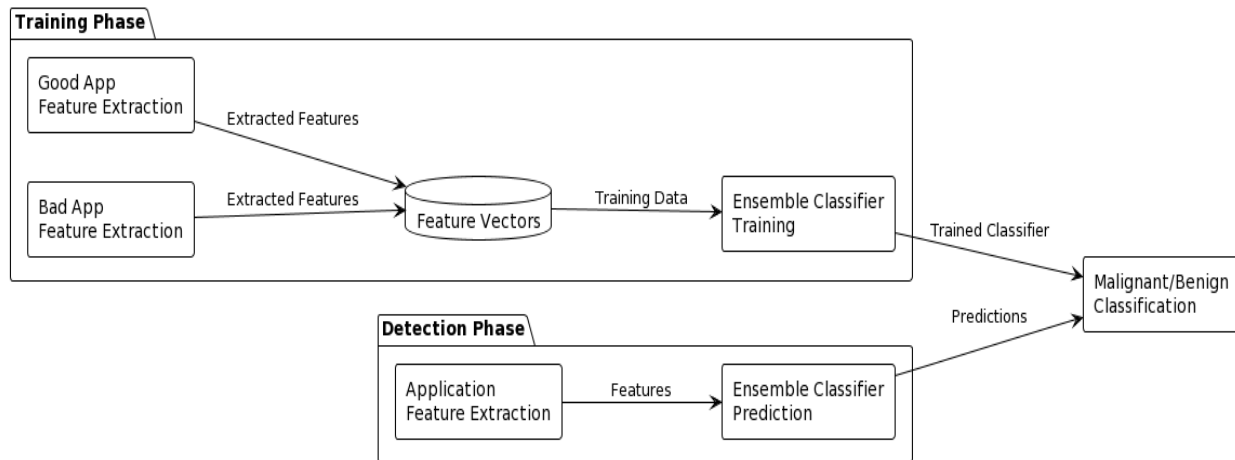 Training Phase
Good App
Feature Extraction
Extracted Features
Bad App
Feature Extraction
Extracted Features
Feature Vectors
Training Data
Ensemble Classifier
Training
Trained Classifier
Malignant/Benign
Classification
Predictions
Detection Phase
Application
Feature Extraction
Features
Ensemble Classifier
Prediction